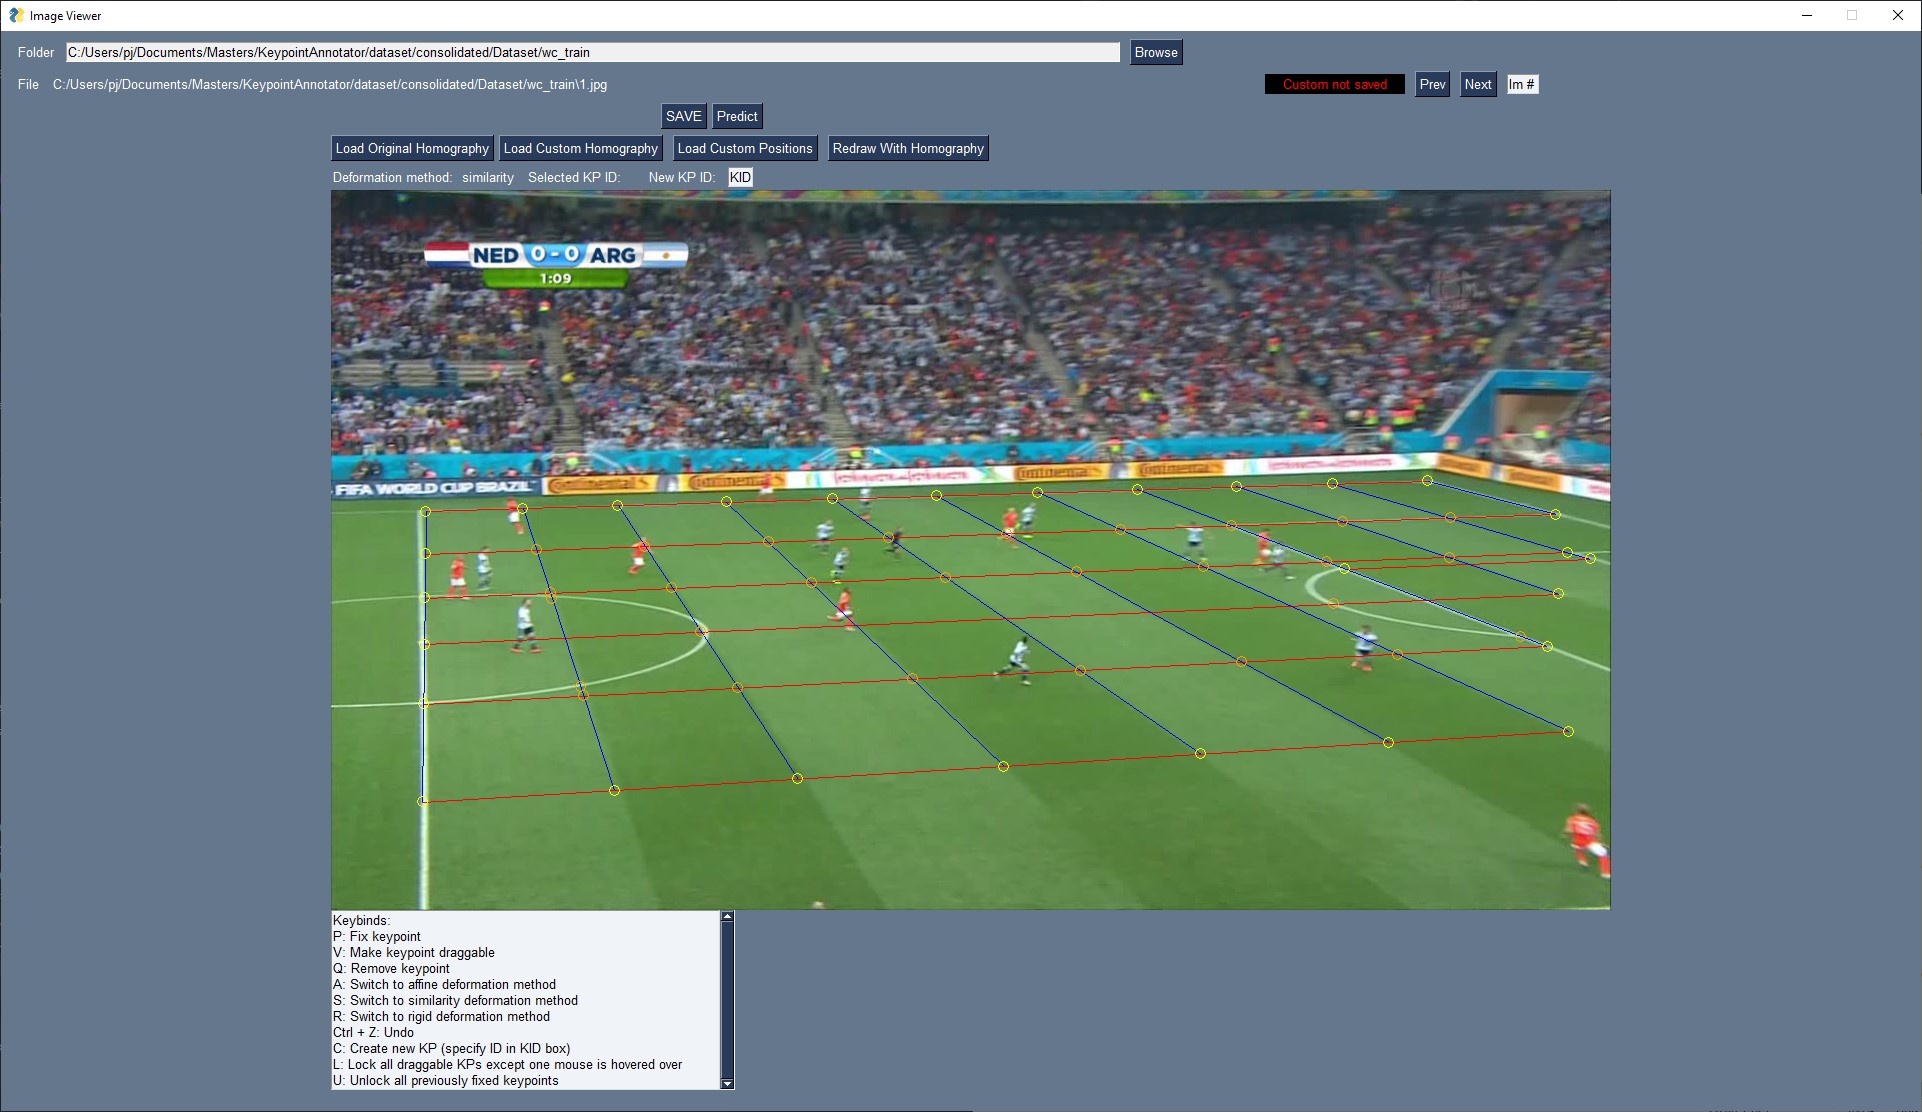 Image Viewer
Folder C:/Users/pj/Documents/Masters/KeypointAnnotator/dataset/consolidated/Dataset/wc_train Browse
File C:/Users/pj/Documents/Masters/KeypointAnnotator/dataset/consolidated/Dataset/wc_train\1.jpg Custom not saved Prev Next Im #
SAVE Predict
Load Original Homography Load Custom Homography Load Custom Positions Redraw With Homography
Deformation method: similarity Selected KP ID: New KP ID: KID
NED 0 - 0 ARG
1:09
FIFA WORLD CUP BRAZIL Continental Continental Johnson & Johnson Continental Continental Johnson & Johnson Continental
Keybinds:
P: Fix keypoint
V: Make keypoint draggable
Q: Remove keypoint
A: Switch to affine deformation method
S: Switch to similarity deformation method
R: Switch to rigid deformation method
Ctrl + Z: Undo
C: Create new KP (specify ID in KID box)
L: Lock all draggable KPs except one mouse is hovered over
U: Unlock all previously fixed keypoints